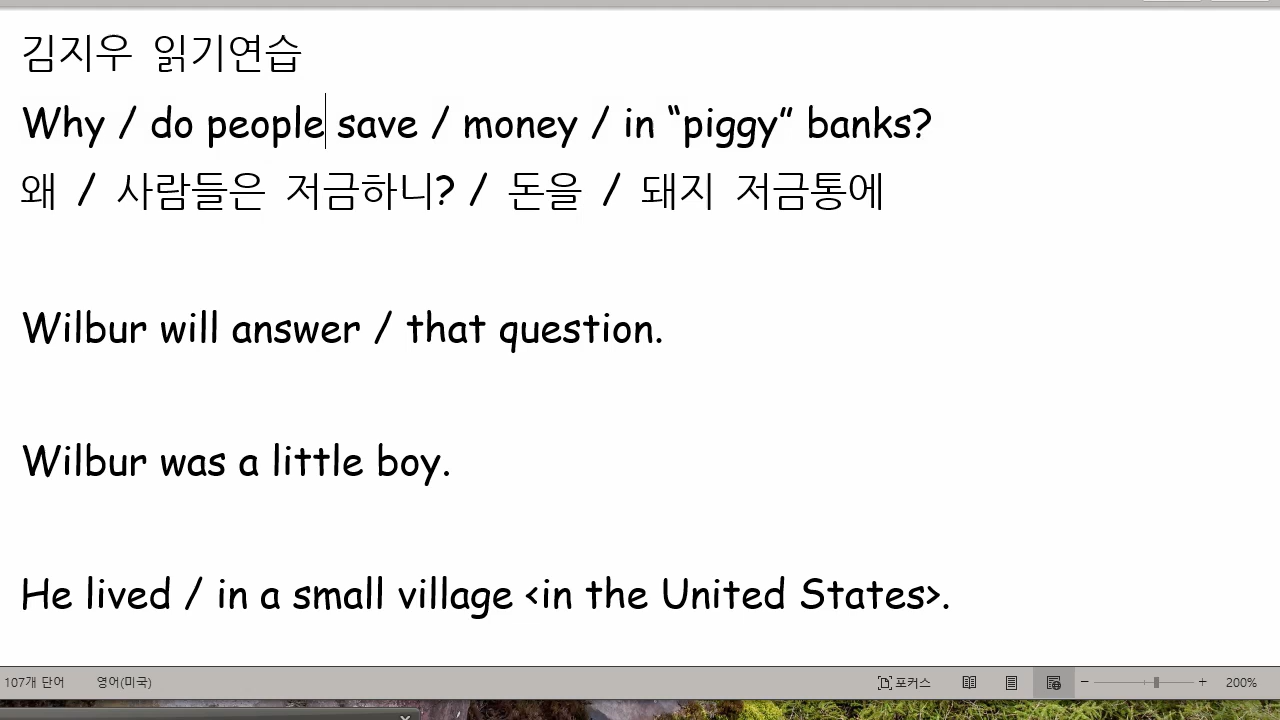 김지우 읽기연습
Why / do people save / money / in “piggy” banks?
왜 / 사람들은 저금하니? / 돈을 / 돼지 저금통에
Wilbur will answer / that question.
Wilbur was a little boy.
He lived / in a small village <in the United States>.
107개 단어 영어(미국) 포커스 200%